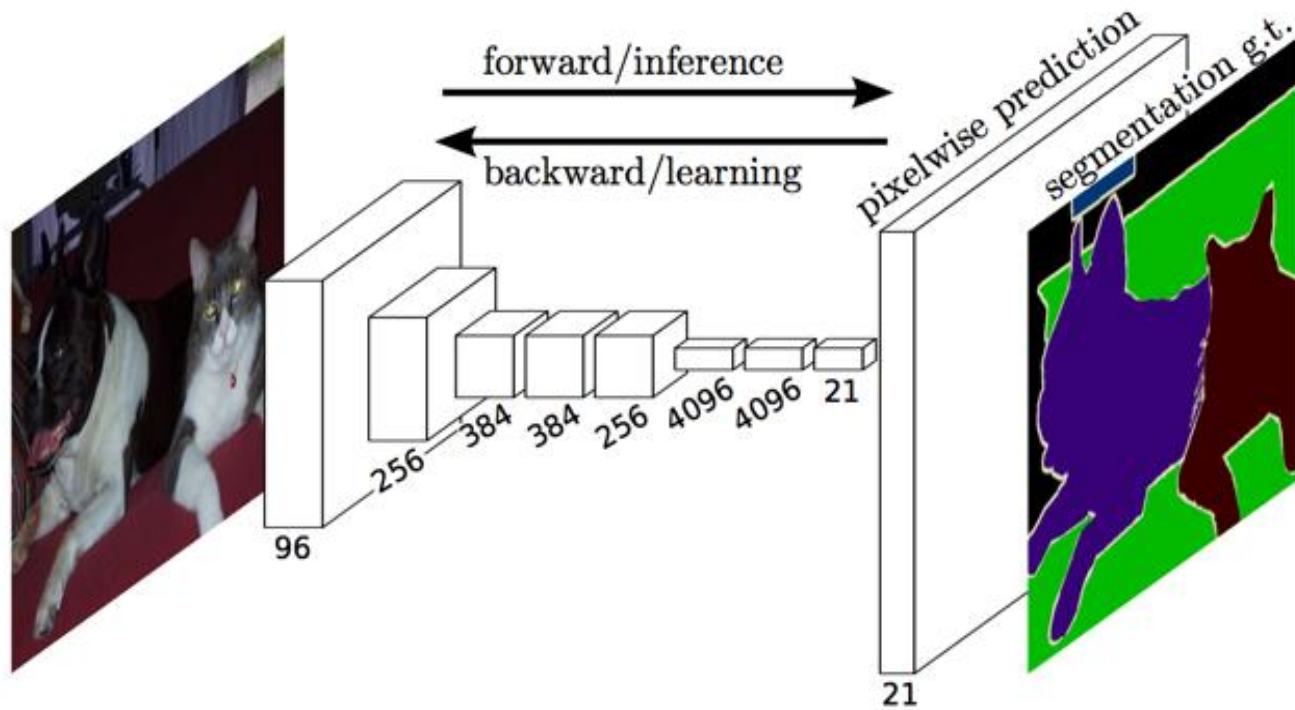 forward/inference
backward/learning
pixelwise prediction
segmentation g.t.
96
256
384
384
256
4096
4096
21
21